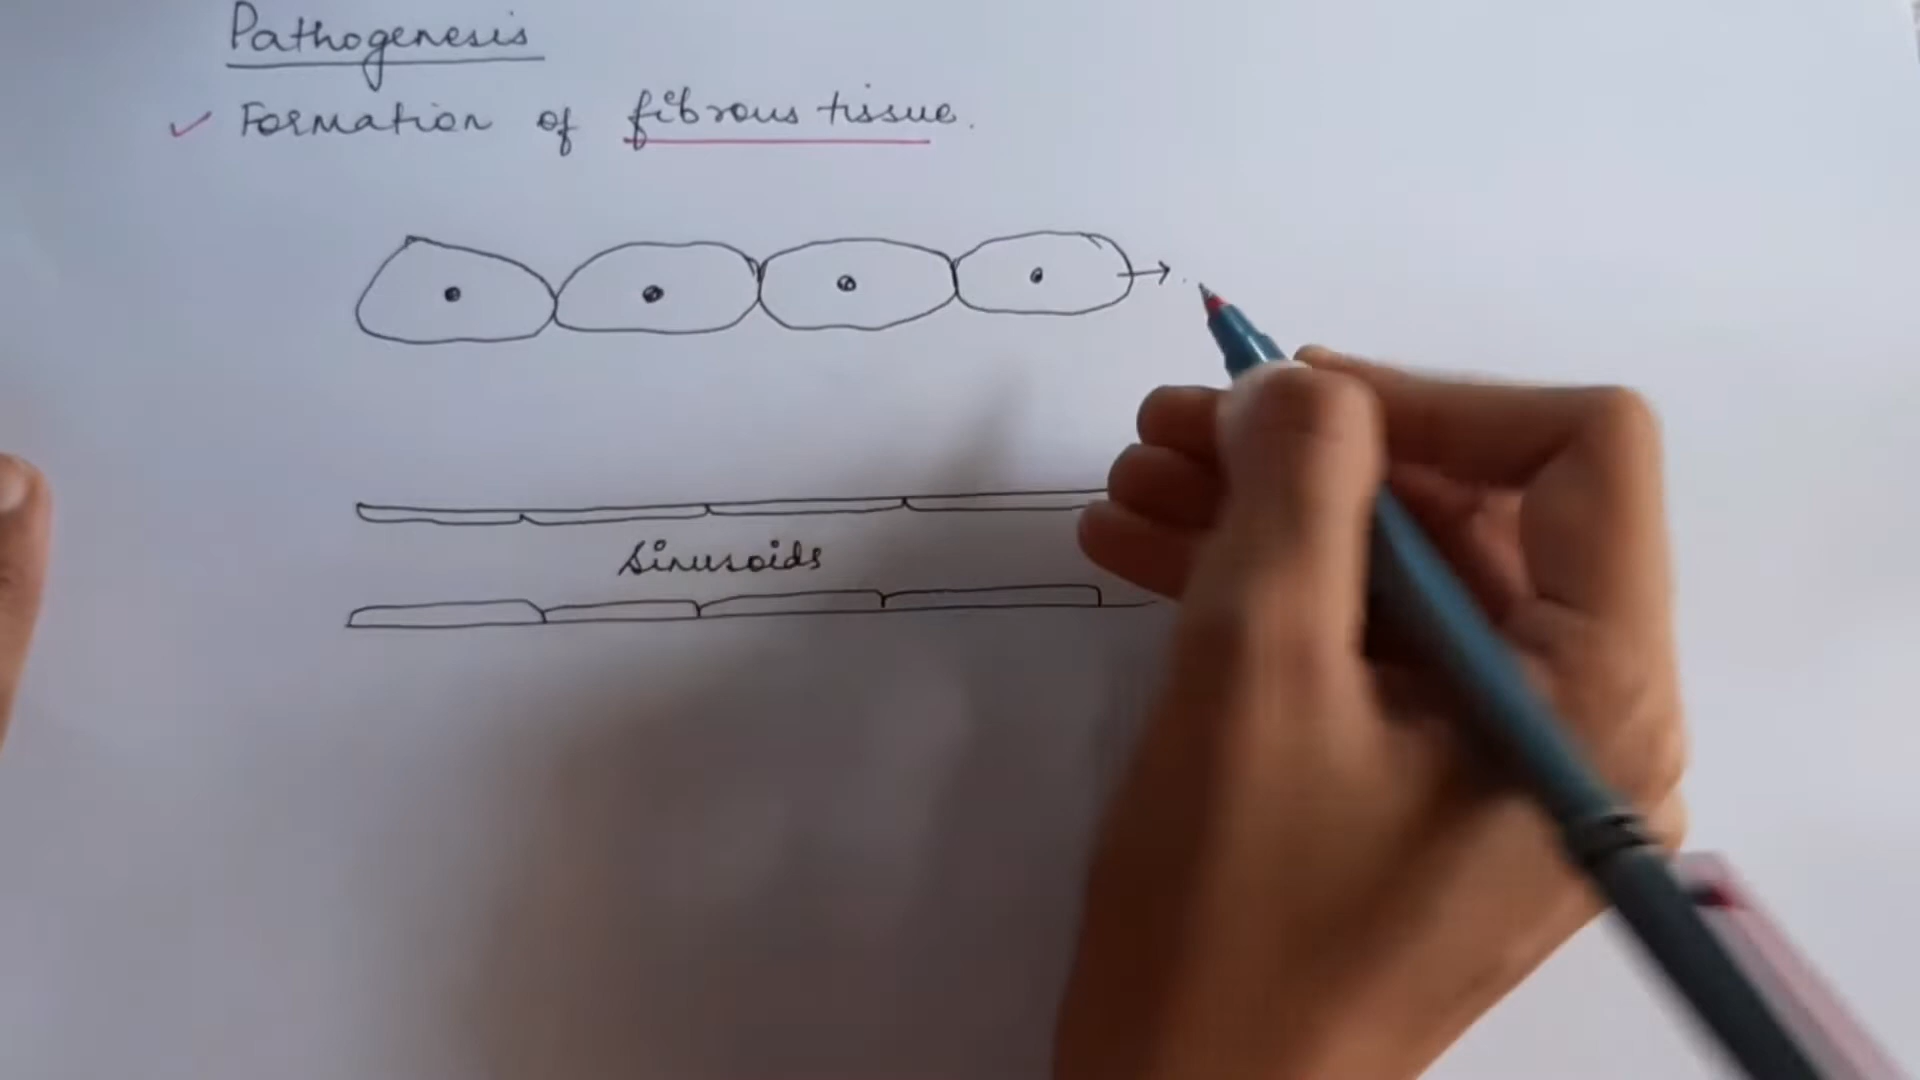 Pathogenesis
✓ Formation of fibrous tissue.
Sinusoids